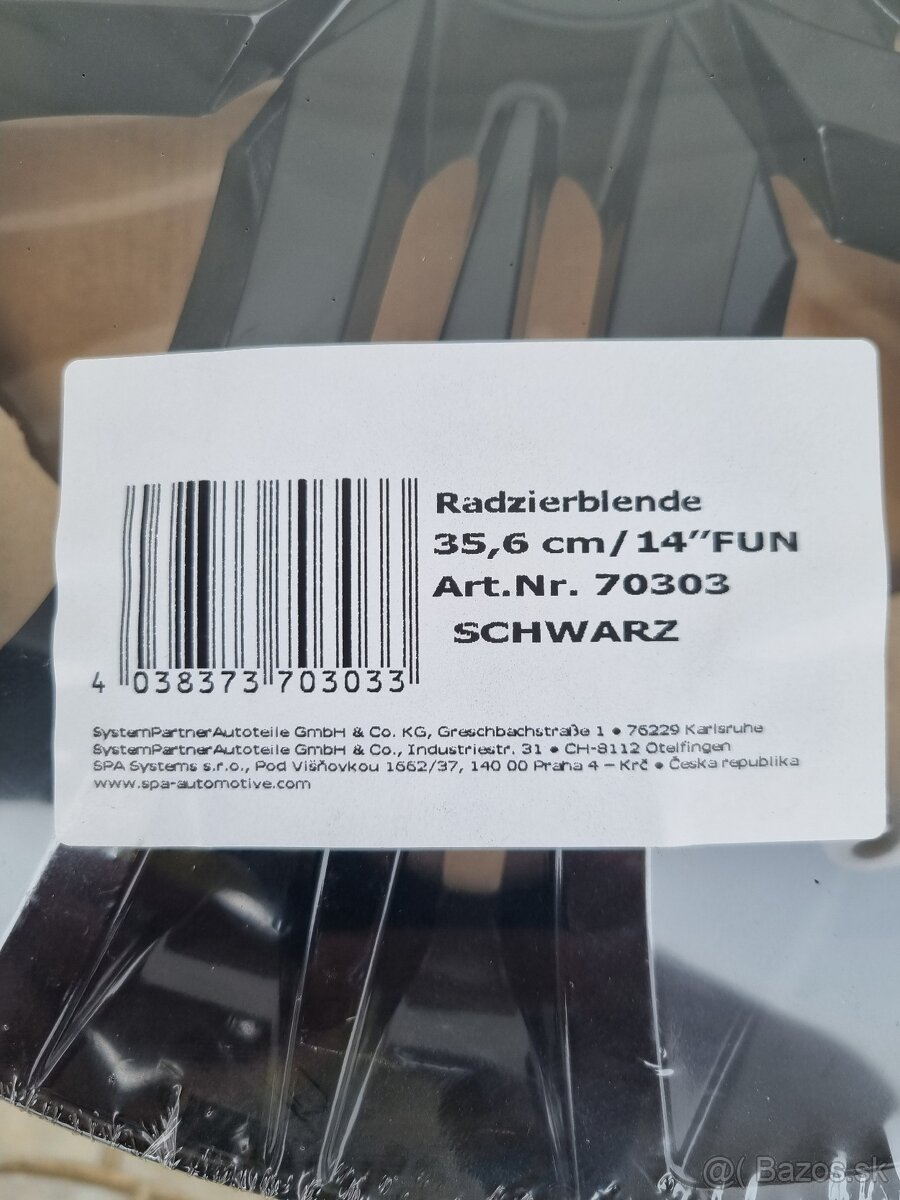 Radzierblende
35,6 cm/14”FUN
Art.Nr. 70303
SCHWARZ
4 038373 703033
SystemPartnerAutoteile GmbH & Co. KG, Greschbachstraße 1 • 76229 Karlsruhe
SystemPartnerAutoteile GmbH & Co., Industriestr. 31 • CH-8112 Otelfingen
SPA Systems s.r.o., Pod Višňovkou 1662/37, 140 00 Praha 4 – Krč • Česka republika
www.spa-automotive.com
@( Bazos.sk